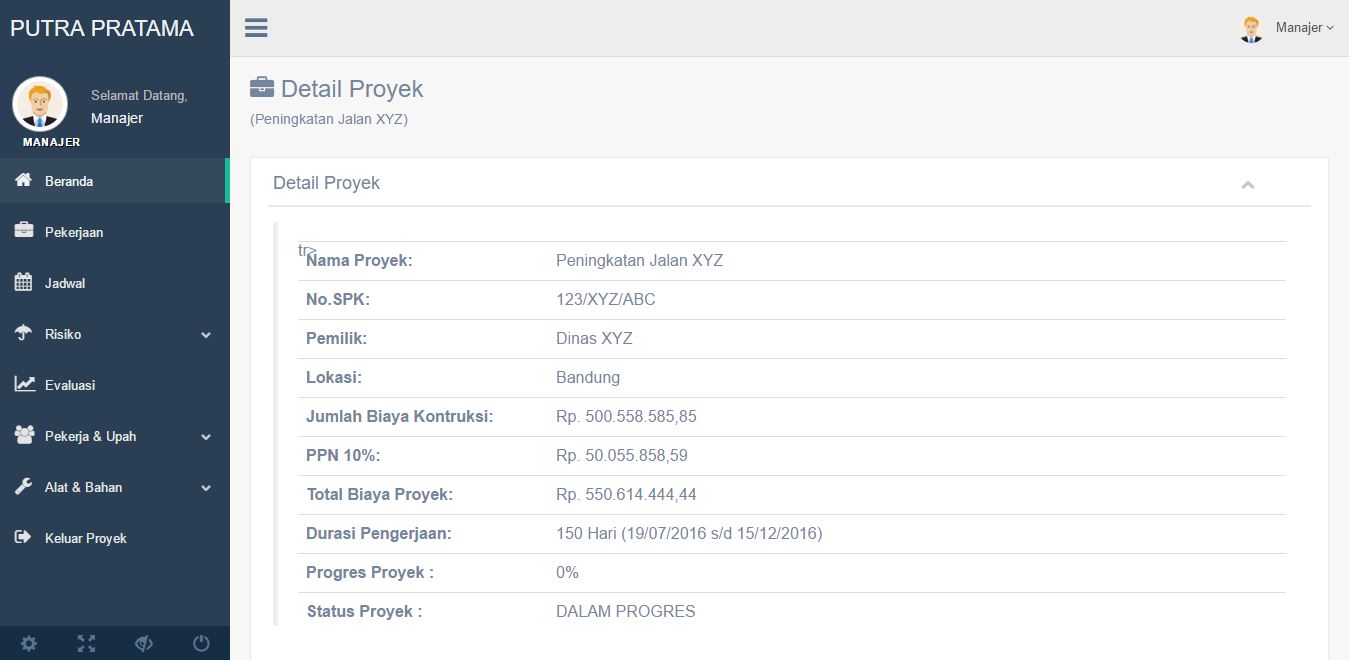 PUTRA PRATAMA
Manajer
Selamat Datang,
Manajer
MANAJER
Beranda
Pekerjaan
Jadwal
Risiko
Evaluasi
Pekerja & Upah
Alat & Bahan
Keluar Proyek
Detail Proyek
(Peningkatan Jalan XYZ)
Detail Proyek
tr>
Nama Proyek: Peningkatan Jalan XYZ
No.SPK: 123/XYZ/ABC
Pemilik: Dinas XYZ
Lokasi: Bandung
Jumlah Biaya Kontruksi: Rp. 500.558.585,85
PPN 10%: Rp. 50.055.858,59
Total Biaya Proyek: Rp. 550.614.444,44
Durasi Pengerjaan: 150 Hari (19/07/2016 s/d 15/12/2016)
Progres Proyek : 0%
Status Proyek : DALAM PROGRES